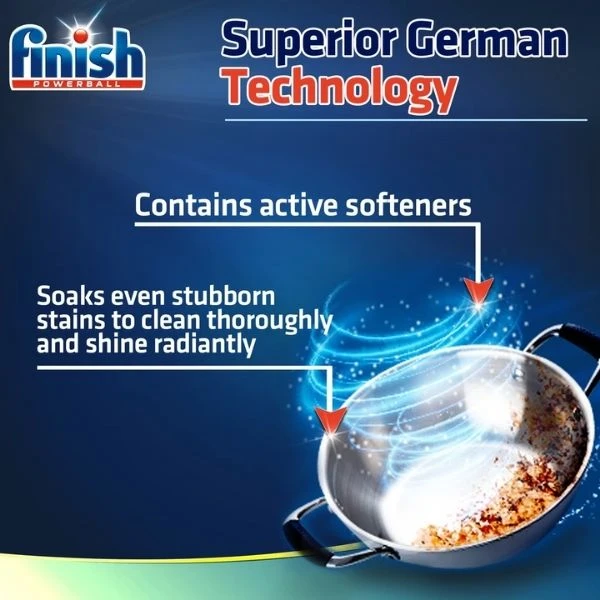 finish
POWERBALL
Superior German
Technology
Contains active softeners
Soaks even stubborn
stains to clean thoroughly
and shine radiantly